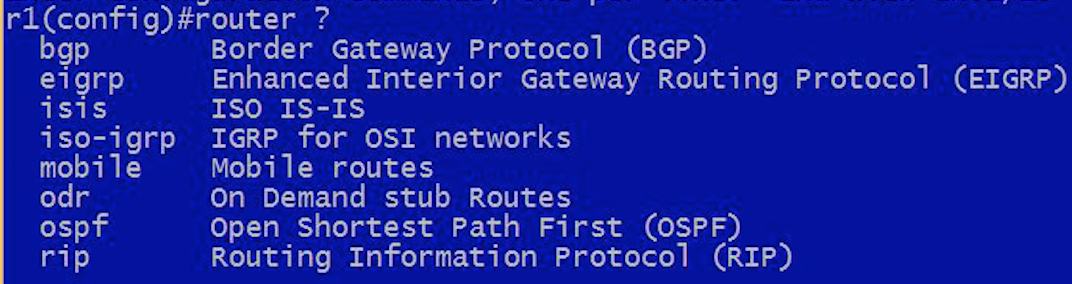 r1(config)#router ?
bgp Border Gateway Protocol (BGP)
eigrp Enhanced Interior Gateway Routing Protocol (EIGRP)
isis ISO IS-IS
iso-igrp IGRP for OSI networks
mobile Mobile routes
odr On Demand stub Routes
ospf Open Shortest Path First (OSPF)
rip Routing Information Protocol (RIP)